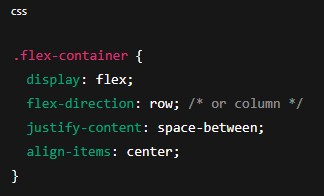 css
.flex-container {
  display: flex;
  flex-direction: row; /* or column */
  justify-content: space-between;
  align-items: center;
}